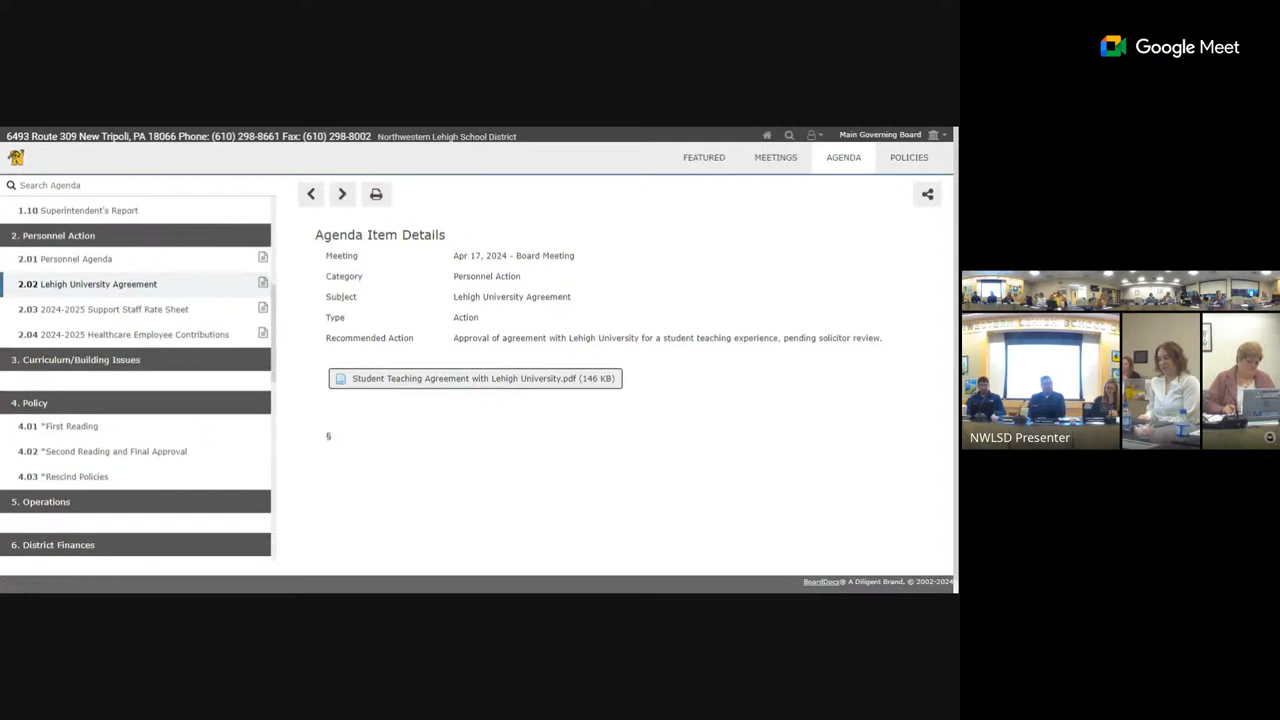 Google Meet
6493 Route 309 New Tripoli, PA 18066 Phone: (610) 298-8661 Fax: (610) 298-8002 Northwestern Lehigh School District
Main Governing Board
FEATURED MEETINGS AGENDA POLICIES
Search Agenda
1.10 Superintendent's Report
2. Personnel Action
2.01 Personnel Agenda
2.02 Lehigh University Agreement
2.03 2024-2025 Support Staff Rate Sheet
2.04 2024-2025 Healthcare Employee Contributions
3. Curriculum/Building Issues
4. Policy
4.01 *First Reading
4.02 *Second Reading and Final Approval
4.03 *Rescind Policies
5. Operations
6. District Finances
Agenda Item Details
Meeting Apr 17, 2024 - Board Meeting
Category Personnel Action
Subject Lehigh University Agreement
Type Action
Recommended Action Approval of agreement with Lehigh University for a student teaching experience, pending solicitor review.
Student Teaching Agreement with Lehigh University.pdf (146 KB)
§
BoardDocs® A Diligent Brand, © 2002-2024
NWLSD Presenter